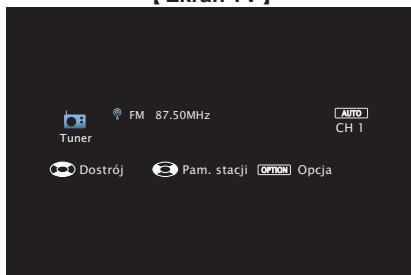 【 Ekran TV 】
FM 87.50MHz
AUTO
CH 1
Tuner
Dostrój Pam. stacji OPTION Opcja